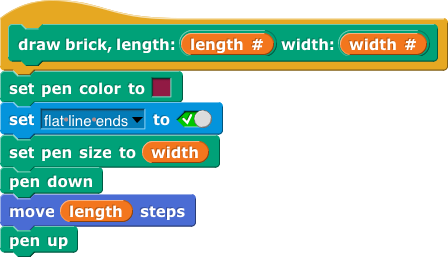 draw brick, length: length # width: width #
set pen color to
set flat line ends to
set pen size to width
pen down
move length steps
pen up